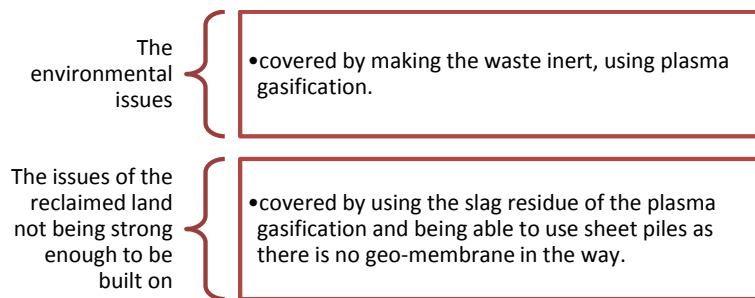 The
environmental
issues
•covered by making the waste inert, using plasma
gasification.
The issues of the
reclaimed land
not being strong
enough to be
built on
•covered by using the slag residue of the plasma
gasification and being able to use sheet piles as
there is no geo-membrane in the way.